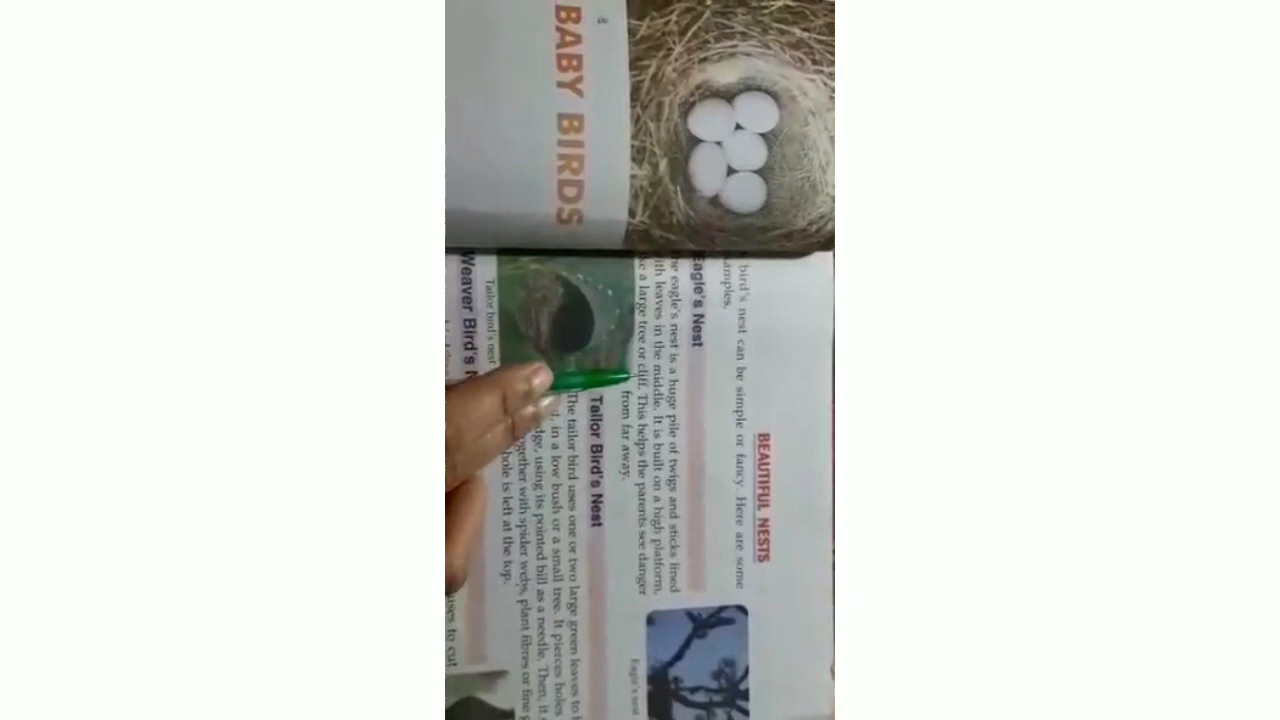 BABY BIRDS
BEAUTIFUL NESTS
bird's nest can be simple or fancy. Here are some
Eagle's Nest
eagle's nest is a huge pile of twigs and sticks lined
with leaves in the middle. It is built on a high platform,
a large tree or cliff. This helps the parents see danger
from far away.
Eagle's nest
Tailor Bird's Nest
The tailor bird uses one or two large green leaves to
in a low bush or a small tree. It pierces holes
using its pointed bill as a needle. Then, it
together with spider webs, plant fibres or fine
hole is left at the top.
Tailor bird's nest
Weaver Bird's
to cut